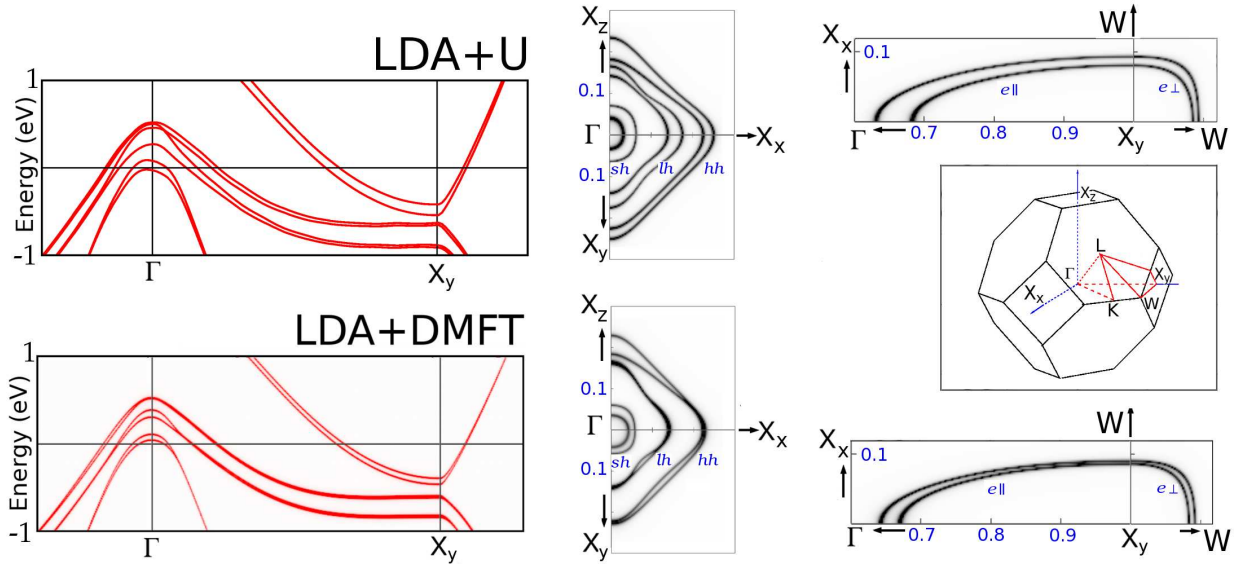 LDA+U
1
Energy (eV)
-1
Γ
Xy
Xz
0.1
Γ
0.1
Xy
Xx
sh
lh
hh
W
Xx
0.1
e∥
e⊥
Γ
0.7
0.8
0.9
Xy
W
Xz
L
Γ
Xy
Xx
K
W
LDA+DMFT
1
Energy (eV)
-1
Γ
Xy
Xz
0.1
Γ
0.1
Xy
Xx
sh
lh
hh
W
Xx
0.1
e∥
e⊥
Γ
0.7
0.8
0.9
Xy
W